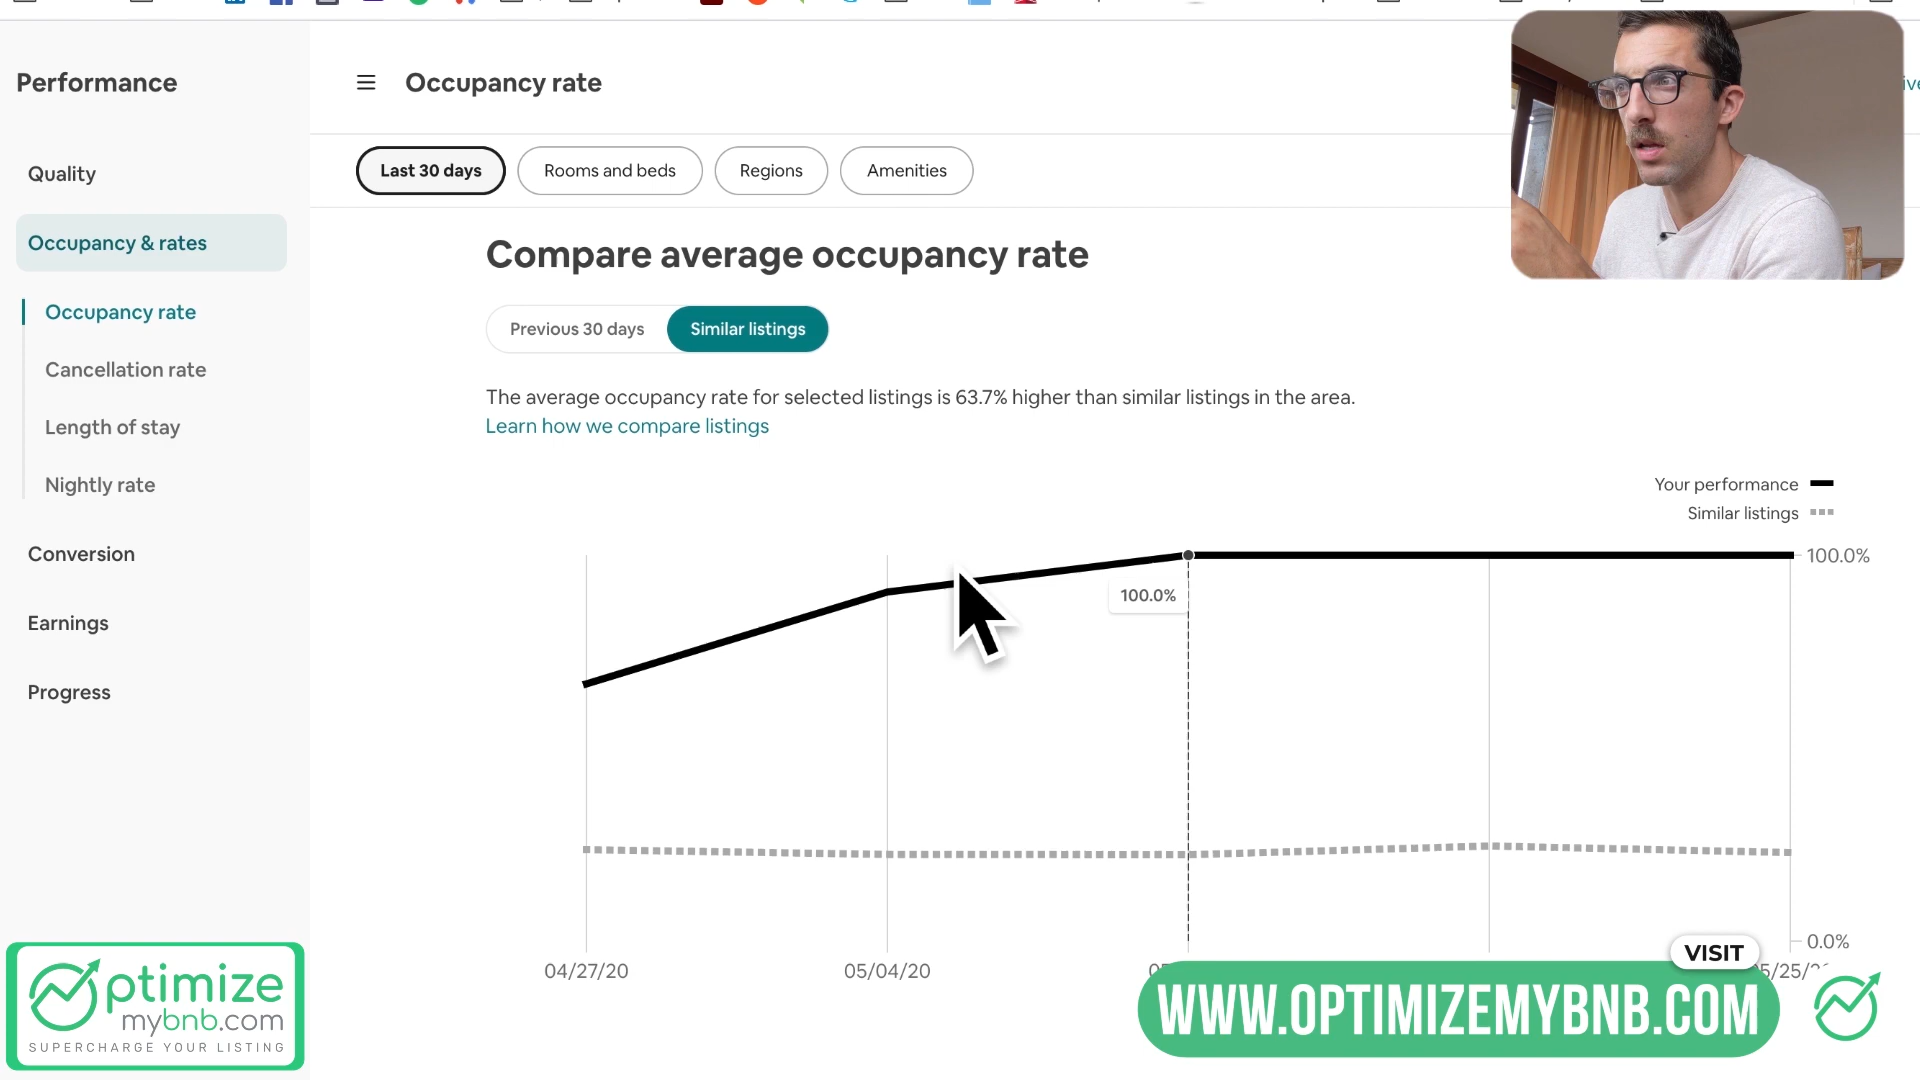 Performance
Quality
Occupancy & rates
Occupancy rate
Cancellation rate
Length of stay
Nightly rate
Conversion
Earnings
Progress
Occupancy rate
Last 30 days
Rooms and beds
Regions
Amenities
Compare average occupancy rate
Previous 30 days
Similar listings
The average occupancy rate for selected listings is 63.7% higher than similar listings in the area.
Learn how we compare listings
Your performance
Similar listings
100.0%
100.0%
0.0%
04/27/20
05/04/20
VISIT
WWW.OPTIMIZEMYBNB.COM
Optimize
mybnb.com
SUPERCHARGE YOUR LISTING